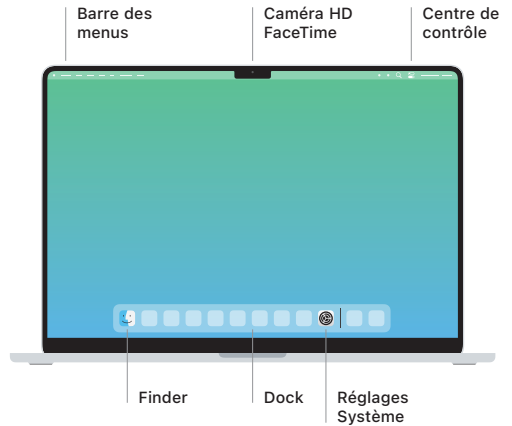 Barre des
menus
Caméra HD
FaceTime
Centre de
contrôle
Finder
Dock
Réglages
Système